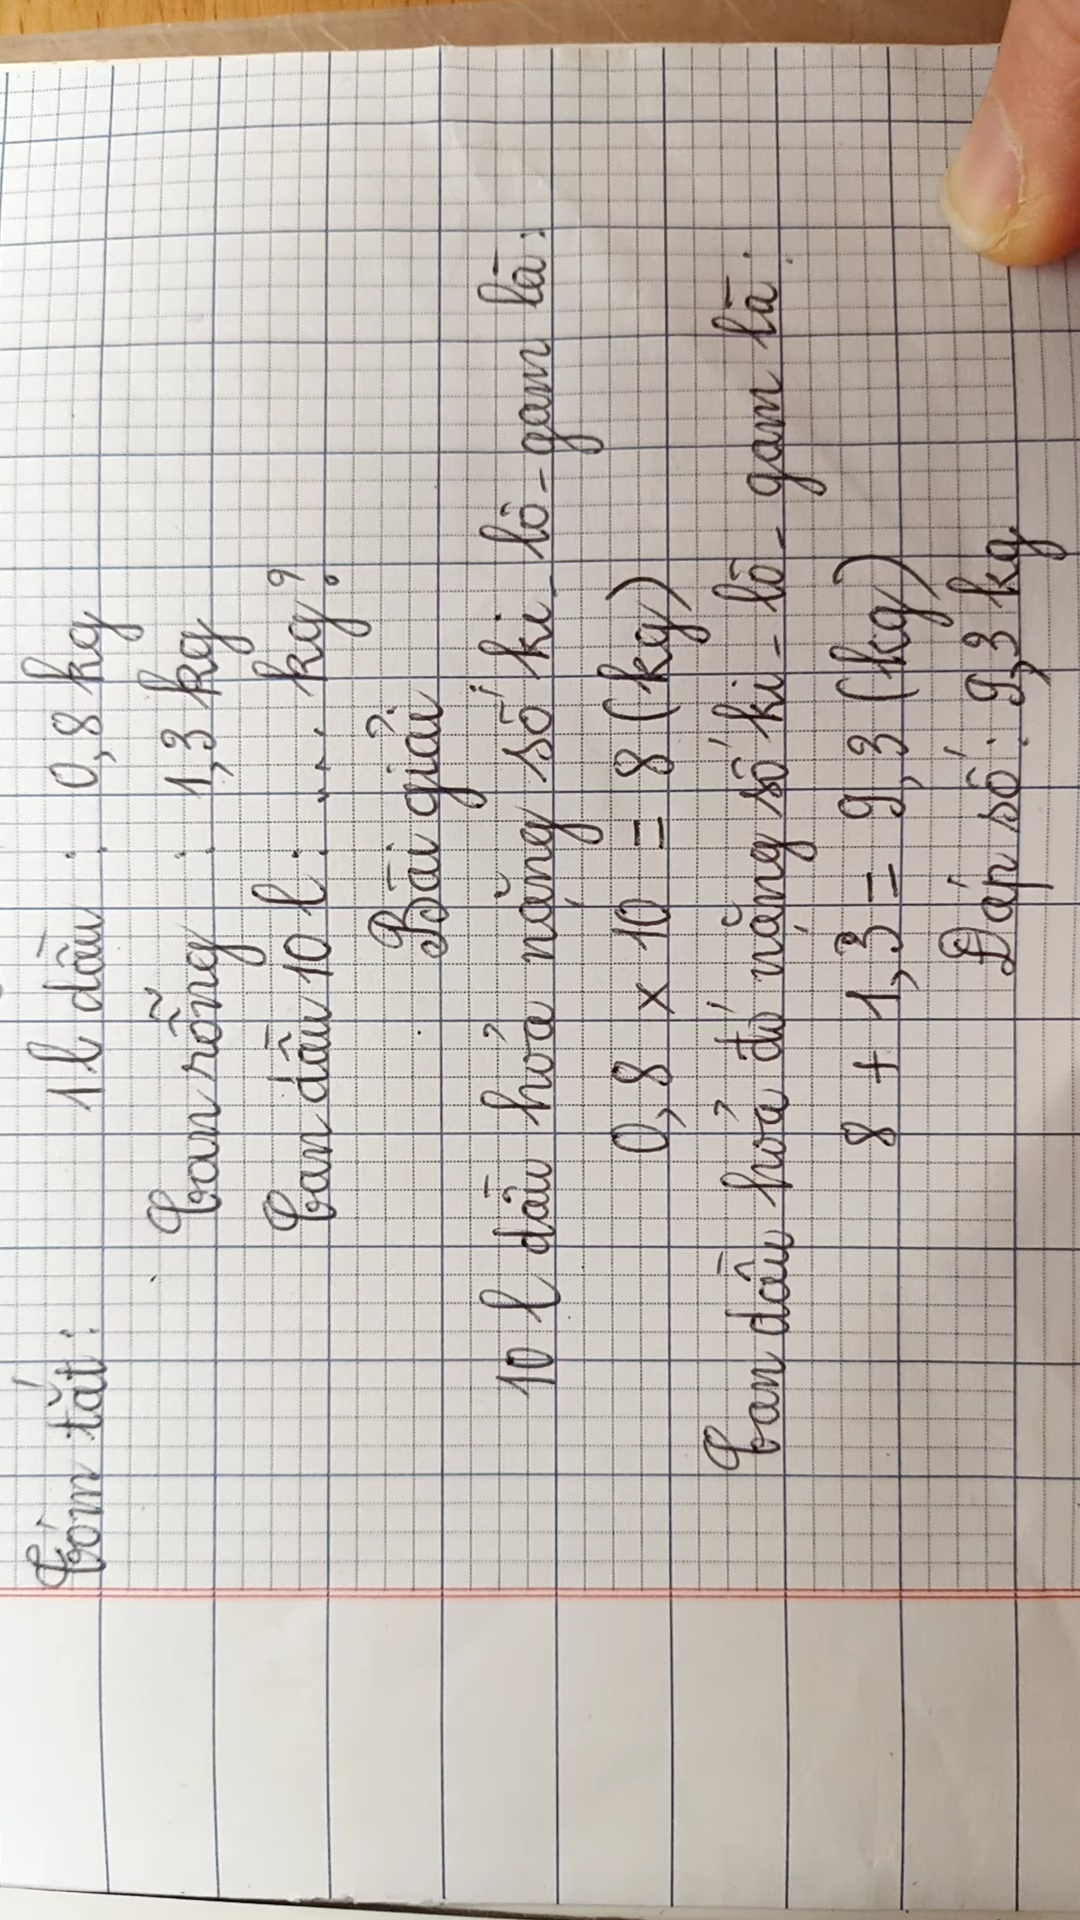 Tóm tắt: 1 l dầu : 0,8 kg
Can rỗng : 1,3 kg
Can dầu 10 l : .... kg?
Bài giải
10 l dầu hỏa nặng số ki-lô-gam là:
0,8 x 10 = 8 (kg)
Can dầu hỏa đó nặng số ki-lô-gam là:
8 + 1,3 = 9,3 (kg)
Đáp số: 9,3 kg